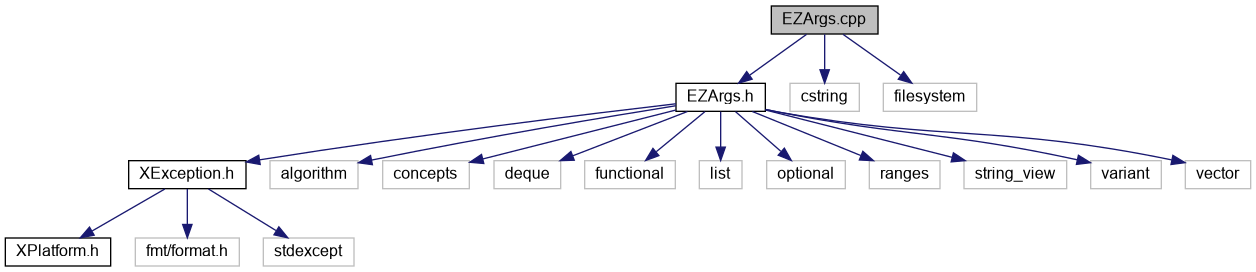 EZArgs.cpp
EZArgs.h
cstring
filesystem
XException.h
algorithm
concepts
deque
functional
list
optional
ranges
string_view
variant
vector
XPlatform.h
fmt/format.h
stdexcept